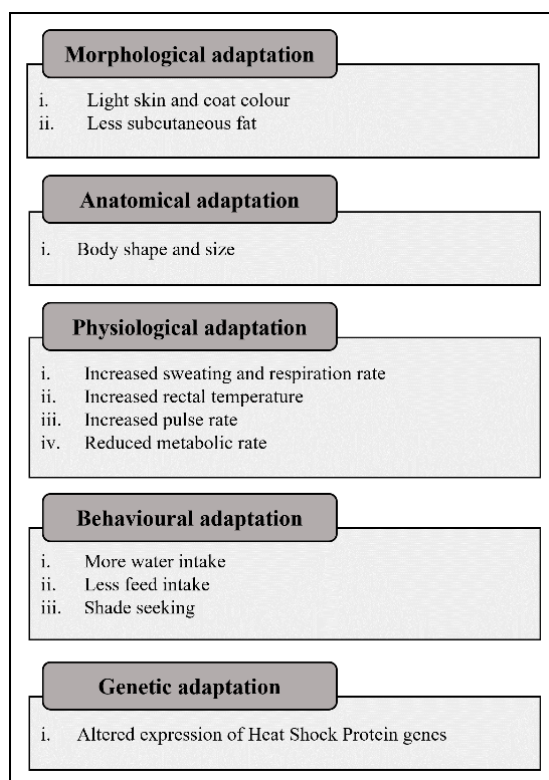 Morphological adaptation
i. Light skin and coat colour
ii. Less subcutaneous fat
Anatomical adaptation
i. Body shape and size
Physiological adaptation
i. Increased sweating and respiration rate
ii. Increased rectal temperature
iii. Increased pulse rate
iv. Reduced metabolic rate
Behavioural adaptation
i. More water intake
ii. Less feed intake
iii. Shade seeking
Genetic adaptation
i. Altered expression of Heat Shock Protein genes